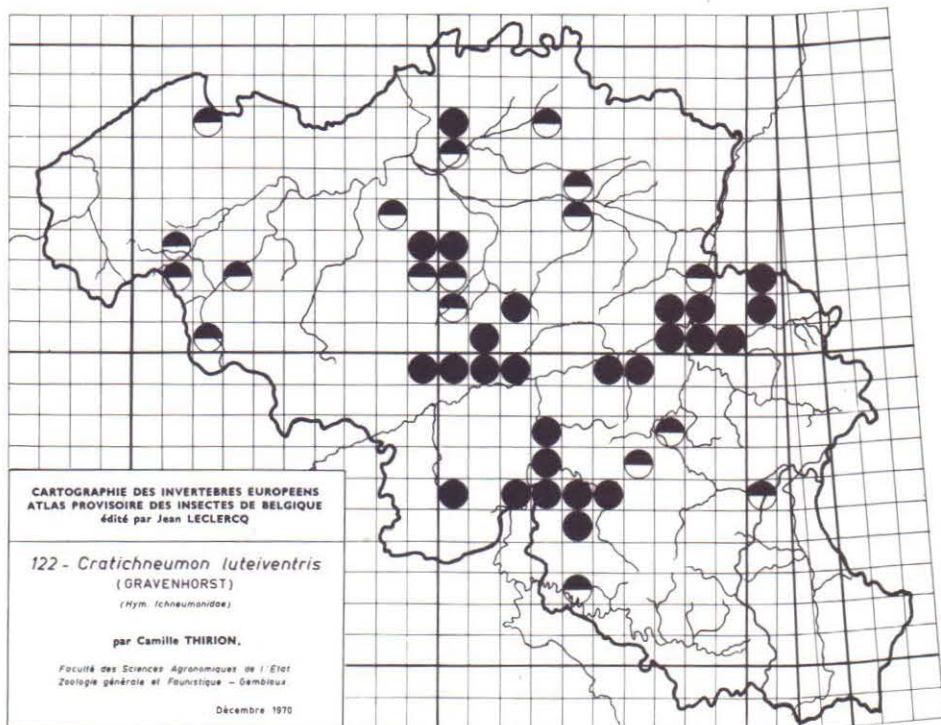 CARTOGRAPHIE DES INVERTEBRES EUROPEENS
ATLAS PROVISOIRE DES INSECTES DE BELGIQUE
édité par Jean LECLERCQ
122 - Cratichneumon luteiventris
(GRAVENHORST)
(Hym. Ichneumonidae)
par Camille THIRION,
Faculté des Sciences Agronomiques de l'Etat
Zoologie générale et Faunistique - Gembloux
Décembre 1970